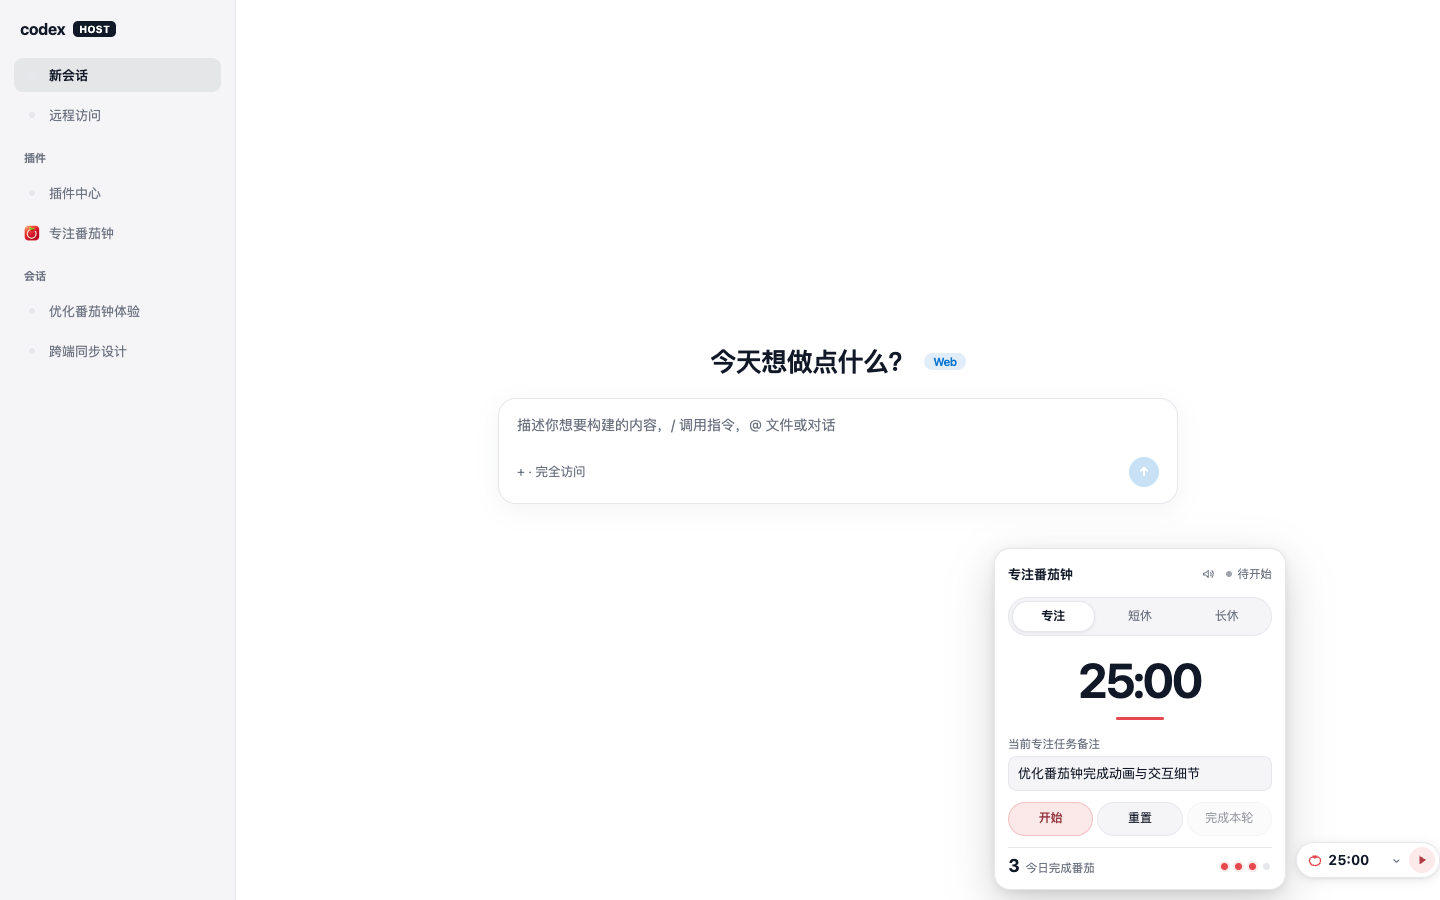 codex HOST
新会话
远程访问
插件
插件中心
专注番茄钟
会话
优化番茄钟体验
跨端同步设计
今天想做点什么? Web
描述你想要构建的内容，/ 调用指令，@ 文件或对话
+ · 完全访问
专注番茄钟 待开始
专注 短休 长休
25:00
当前专注任务备注
优化番茄钟完成动画与交互细节
开始 重置 完成本轮
3 今日完成番茄
25:00